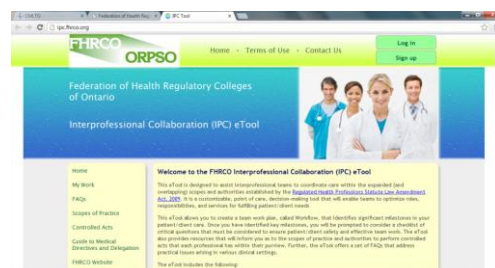 Federation of Health Reg
IPC Tool
ipc.fhrco.org
FHRCO
ORPSO
Home - Terms of Use - Contact Us
Log in
Sign up
Federation of Health Regulatory Colleges
of Ontario
Interprofessional Collaboration (IPC) eTool
Home
My Work
FAQs
Scopes of Practice
Controlled Acts
Guide to Medical
Directives and Delegation
FHRCO Website
Welcome to the FHRCO Interprofessional Collaboration (IPC) eTool
This eTool is designed to assist interprofessional teams to coordinate care within the expanded (and
overlapping) scopes and authorities established by the Regulated Health Professions Statute Law Amendment
Act, 2009. It is a customizable, point of care, decision-making tool that will enable teams to optimize roles,
responsibilities, and services for fulfilling patient/client needs.
This eTool allows you to create a team work plan, called Workflow, that identifies significant milestones in your
patient/client care. Once you have identified key milestones, you will be prompted to consider a checklist of
critical questions that must be considered to ensure patient/client safety and effective team work. The eTool
also provides resources that will inform you as to the scopes of practice and authorities to perform controlled
acts that each professional has within their purview. Further, the eTool offers a set of FAQs that address
practical issues arising in various clinical settings.
The eTool includes the following: